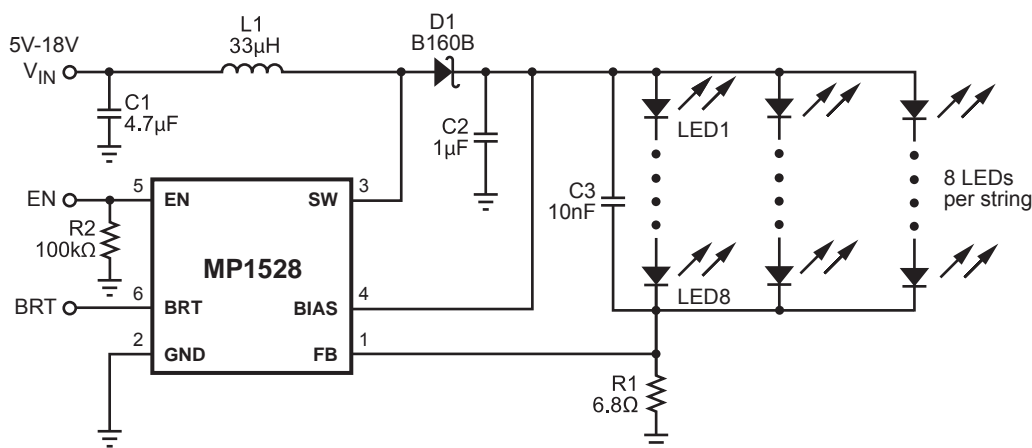 5V-18V
VIN
L1
33µH
D1
B160B
C1
4.7µF
C2
1µF
LED1
C3
10nF
8 LEDs
per string
LED8
EN
R2
100kΩ
BRT
5
EN
3
SW
MP1528
6
BRT
4
BIAS
2
GND
1
FB
R1
6.8Ω